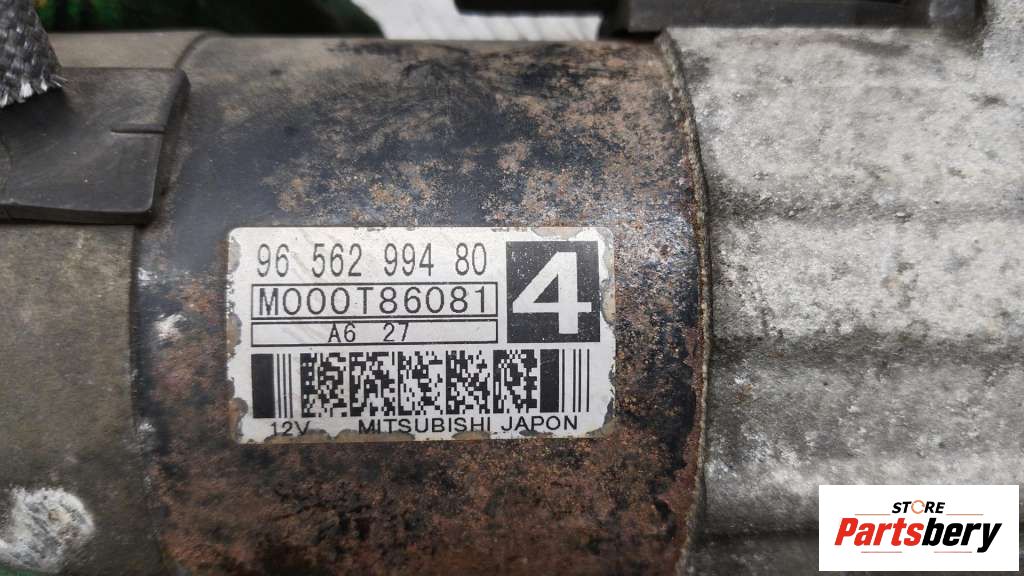 96 562 994 80
4
M000T86081
A6 27
12V MITSUBISHI JAPON
STORE
Partsbery